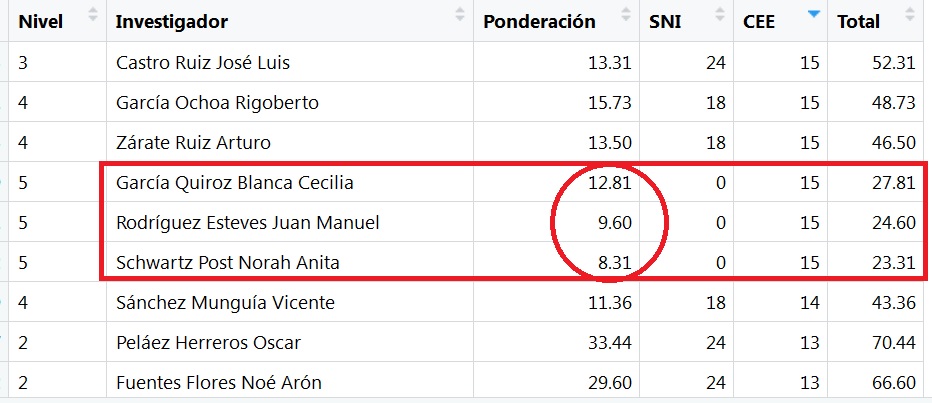 Nivel Investigador Ponderación SNI CEE Total
3 Castro Ruiz José Luis 13.31 24 15 52.31
4 García Ochoa Rigoberto 15.73 18 15 48.73
4 Zárate Ruiz Arturo 13.50 18 15 46.50
5 García Quiroz Blanca Cecilia 12.81 0 15 27.81
5 Rodríguez Esteves Juan Manuel 9.60 0 15 24.60
5 Schwartz Post Norah Anita 8.31 0 15 23.31
4 Sánchez Munguía Vicente 11.36 18 14 43.36
2 Peláez Herreros Oscar 33.44 24 13 70.44
2 Fuentes Flores Noé Arón 29.60 24 13 66.60